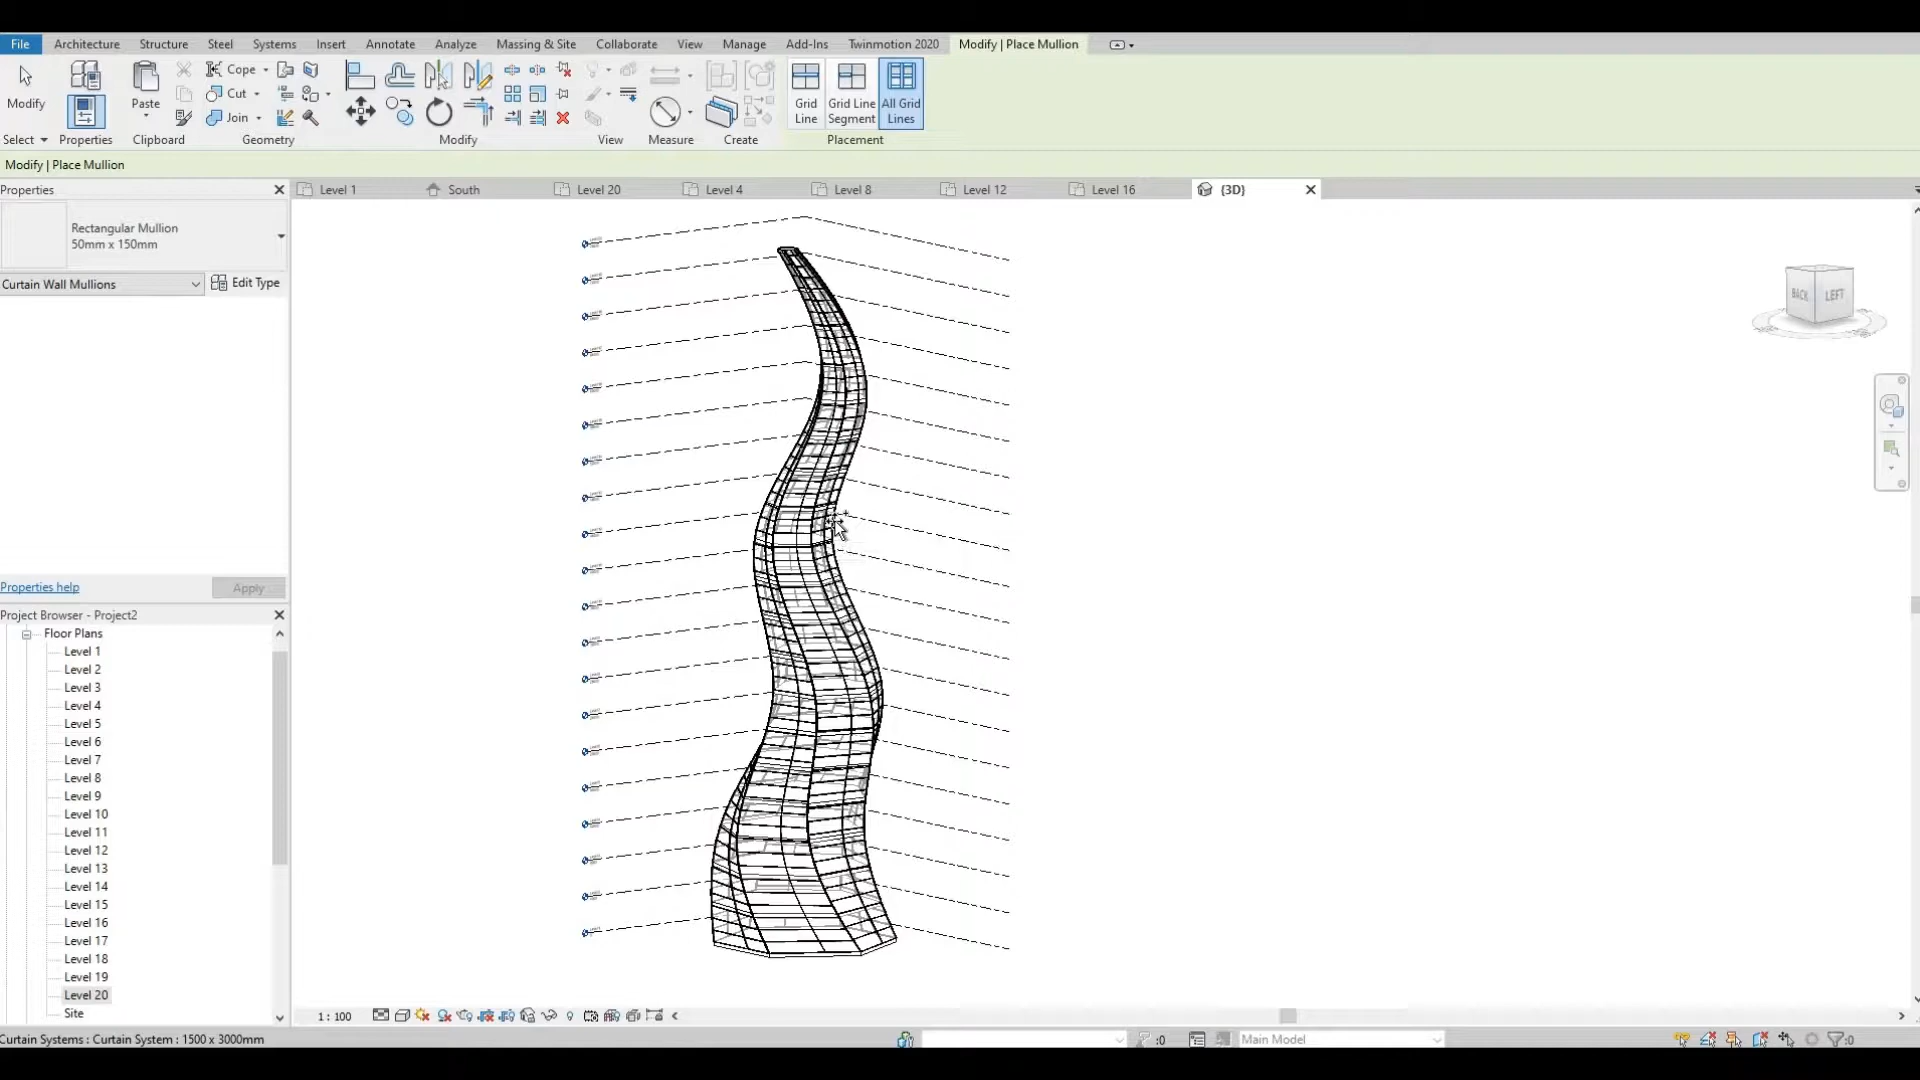 File Architecture Structure Steel Systems Insert Annotate Analyze Massing & Site Collaborate View Manage Add-Ins Twinmotion 2020 Modify | Place Mullion
Modify Paste Cope Cut Join Grid Line Grid Line Segment All Grid Lines
Select Properties Clipboard Geometry Modify View Measure Create Placement
Modify | Place Mullion
Properties
Level 1 South Level 20 Level 4 Level 8 Level 12 Level 16 {3D}
Rectangular Mullion
50mm x 150mm
Curtain Wall Mullions Edit Type
BACK LEFT
Properties help Apply
Project Browser - Project2
Floor Plans
Level 1
Level 2
Level 3
Level 4
Level 5
Level 6
Level 7
Level 8
Level 9
Level 10
Level 11
Level 12
Level 13
Level 14
Level 15
Level 16
Level 17
Level 18
Level 19
Level 20
Site
1 : 100
Curtain Systems : Curtain System : 1500 x 3000mm :0 Main Model :0